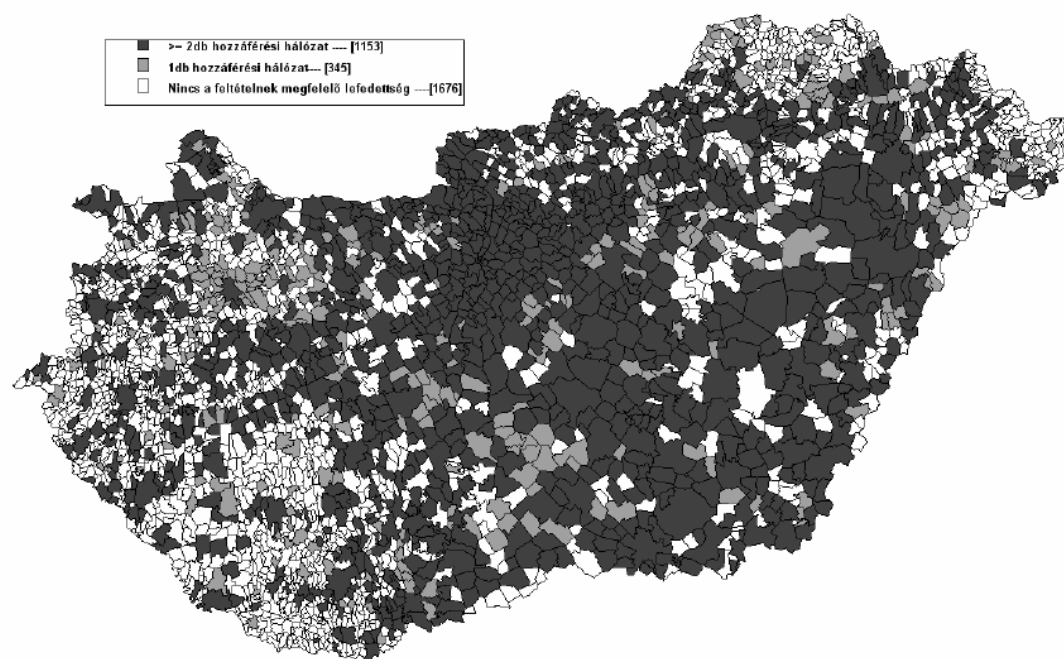 >= 2db hozzáférési hálózat ---- [1153]
1db hozzáférési hálózat---- [345]
Nincs a feltételnek megfelelő lefedettség ----[1676]